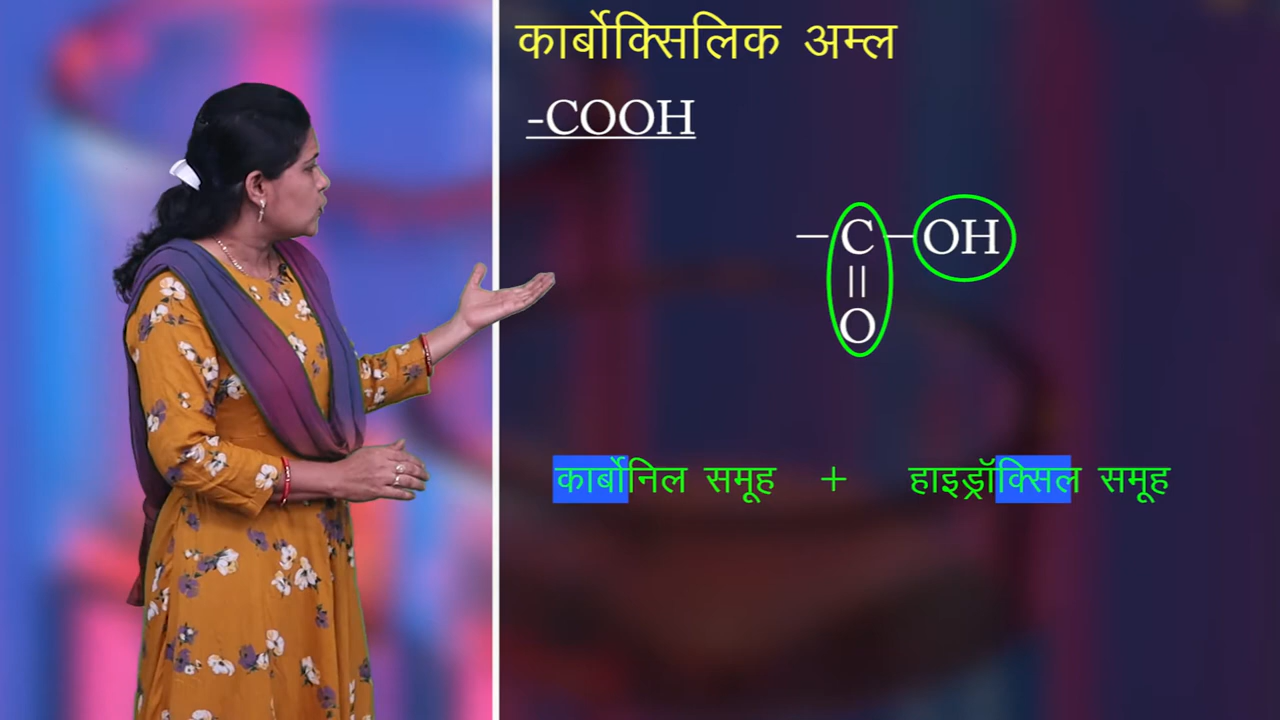 कार्बोक्सिलिक अम्ल
-COOH
—C—OH
||
O
कार्बोनिल समूह + हाइड्रॉक्सिल समूह